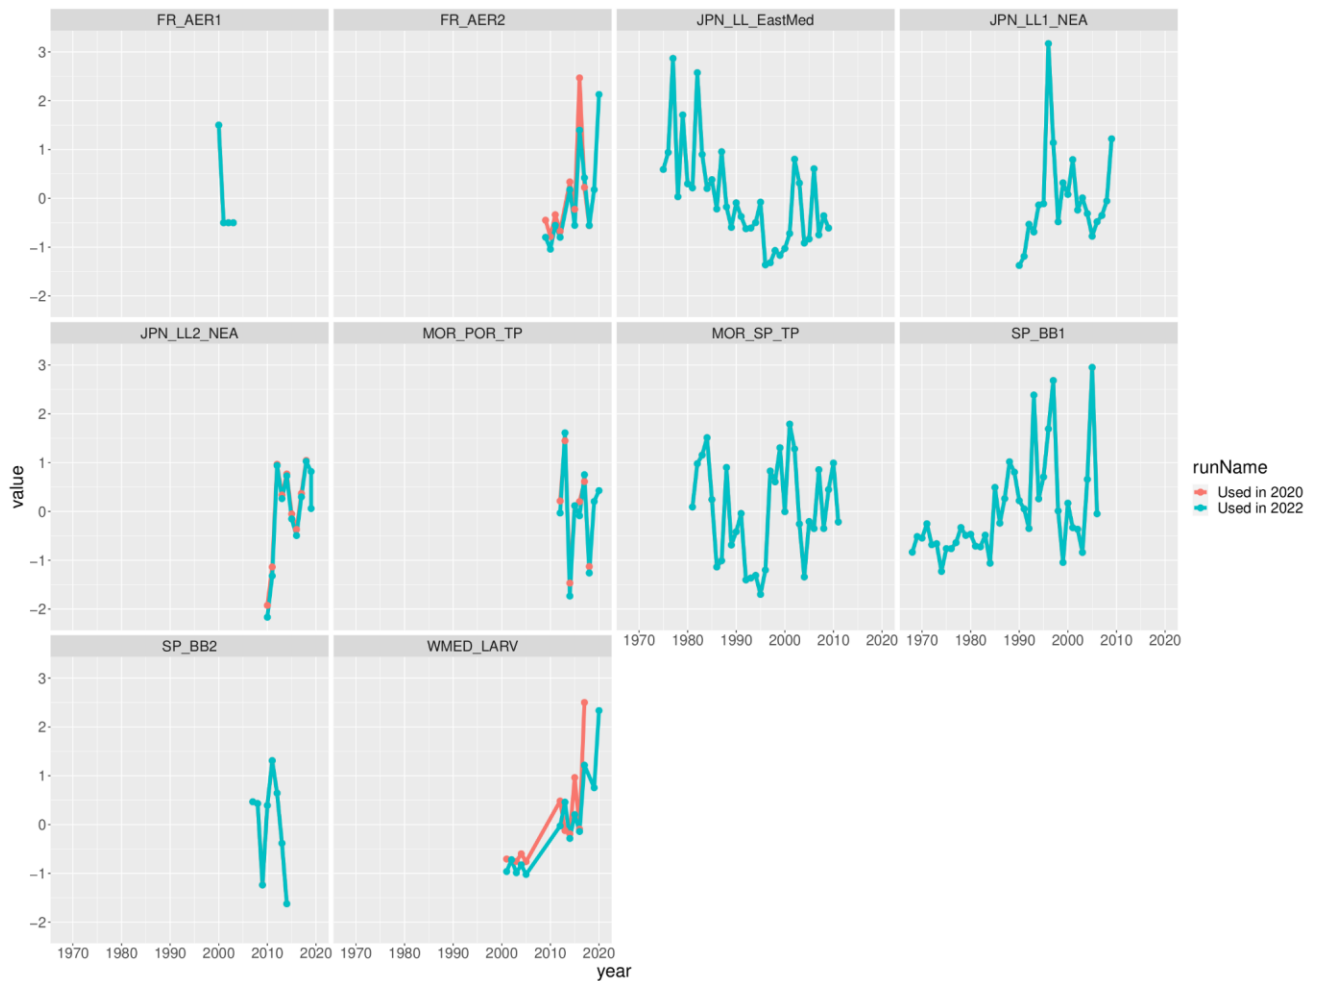 FR_AER1 FR_AER2 JPN_LL_EastMed JPN_LL1_NEA
3
2
1
0
−1
−2
JPN_LL2_NEA MOR_POR_TP MOR_SP_TP SP_BB1
3
2
1
0
−1
−2
1970 1980 1990 2000 2010 2020 1970 1980 1990 2000 2010 2020
SP_BB2 WMED_LARV
3
2
1
0
−1
−2
1970 1980 1990 2000 2010 2020 1970 1980 1990 2000 2010 2020
value
year
runName
Used in 2020
Used in 2022